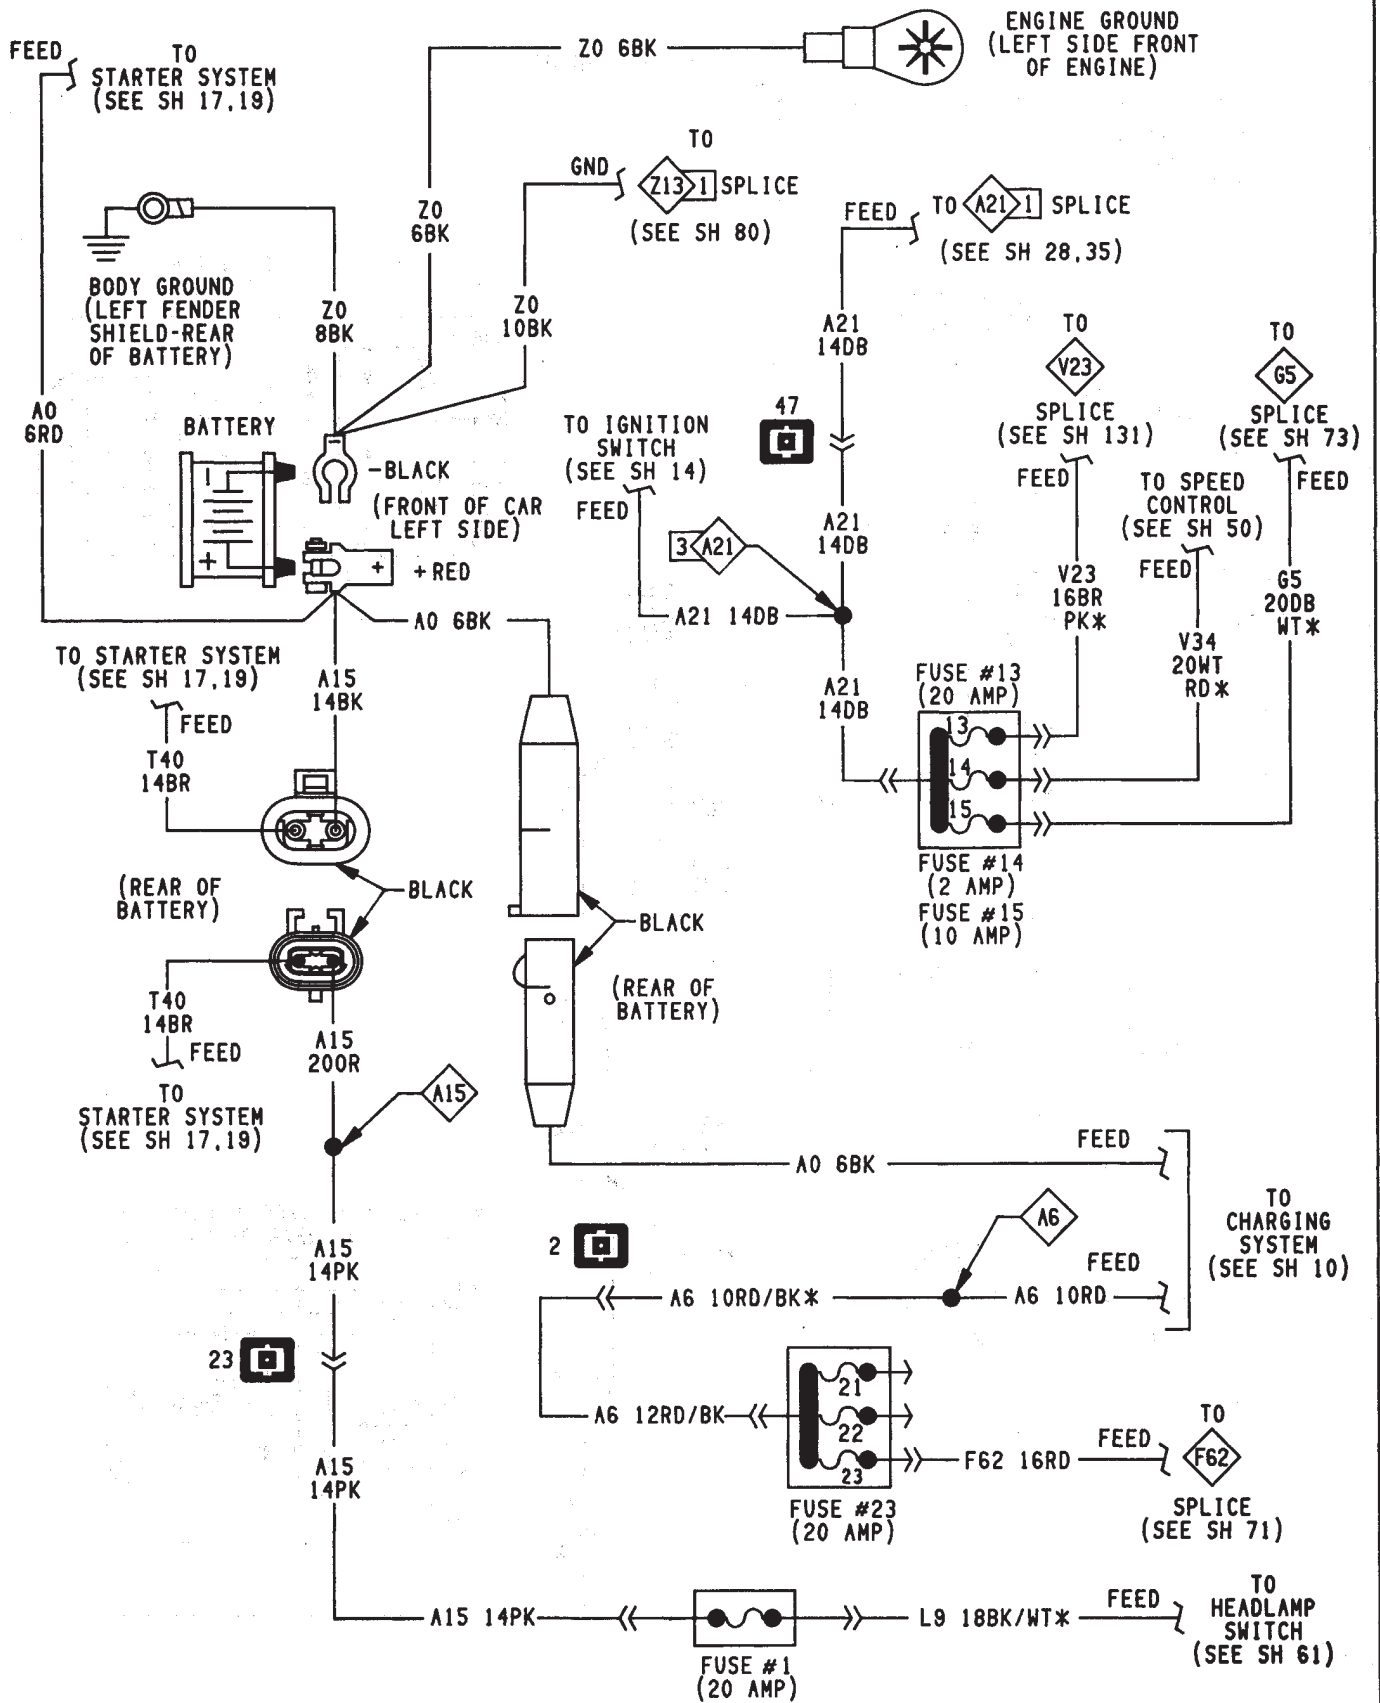 FEED
TO
STARTER SYSTEM
(SEE SH 17,19)
Z0 6BK
ENGINE GROUND
(LEFT SIDE FRONT
OF ENGINE)
TO
GND
Z13 1 SPLICE
(SEE SH 80)
Z0
6BK
FEED
TO A21 1 SPLICE
(SEE SH 28,35)
BODY GROUND
(LEFT FENDER
SHIELD-REAR
OF BATTERY)
Z0
8BK
Z0
10BK
A21
14DB
TO
V23
SPLICE
(SEE SH 131)
FEED
TO
G5
SPLICE
(SEE SH 73)
FEED
A0
6RD
BATTERY
-BLACK
(FRONT OF CAR
LEFT SIDE)
+
+
+RED
TO IGNITION
SWITCH
(SEE SH 14)
FEED
47
TO SPEED
CONTROL
(SEE SH 50)
FEED
A21
14DB
3 A21
V23
16BR
PK*
G5
20DB
WT*
A0 6BK
A21 14DB
V34
20WT
RD*
TO STARTER SYSTEM
(SEE SH 17,19)
FEED
A15
14BK
A21
14DB
FUSE #13
(20 AMP)
13
14
15
T40
14BR
FUSE #14
(2 AMP)
FUSE #15
(10 AMP)
(REAR OF
BATTERY)
BLACK
BLACK
(REAR OF
BATTERY)
T40
14BR
FEED
TO
STARTER SYSTEM
(SEE SH 17,19)
A15
20OR
A15
FEED
A0 6BK
TO
CHARGING
SYSTEM
(SEE SH 10)
A6
2
FEED
A6 10RD/BK*
A6 10RD
A15
14PK
23
21
22
23
A6 12RD/BK
F62 16RD
FEED
TO
F62
SPLICE
(SEE SH 71)
FUSE #23
(20 AMP)
A15
14PK
A15 14PK
L9 18BK/WT*
FEED
TO
HEADLAMP
SWITCH
(SEE SH 61)
FUSE #1
(20 AMP)